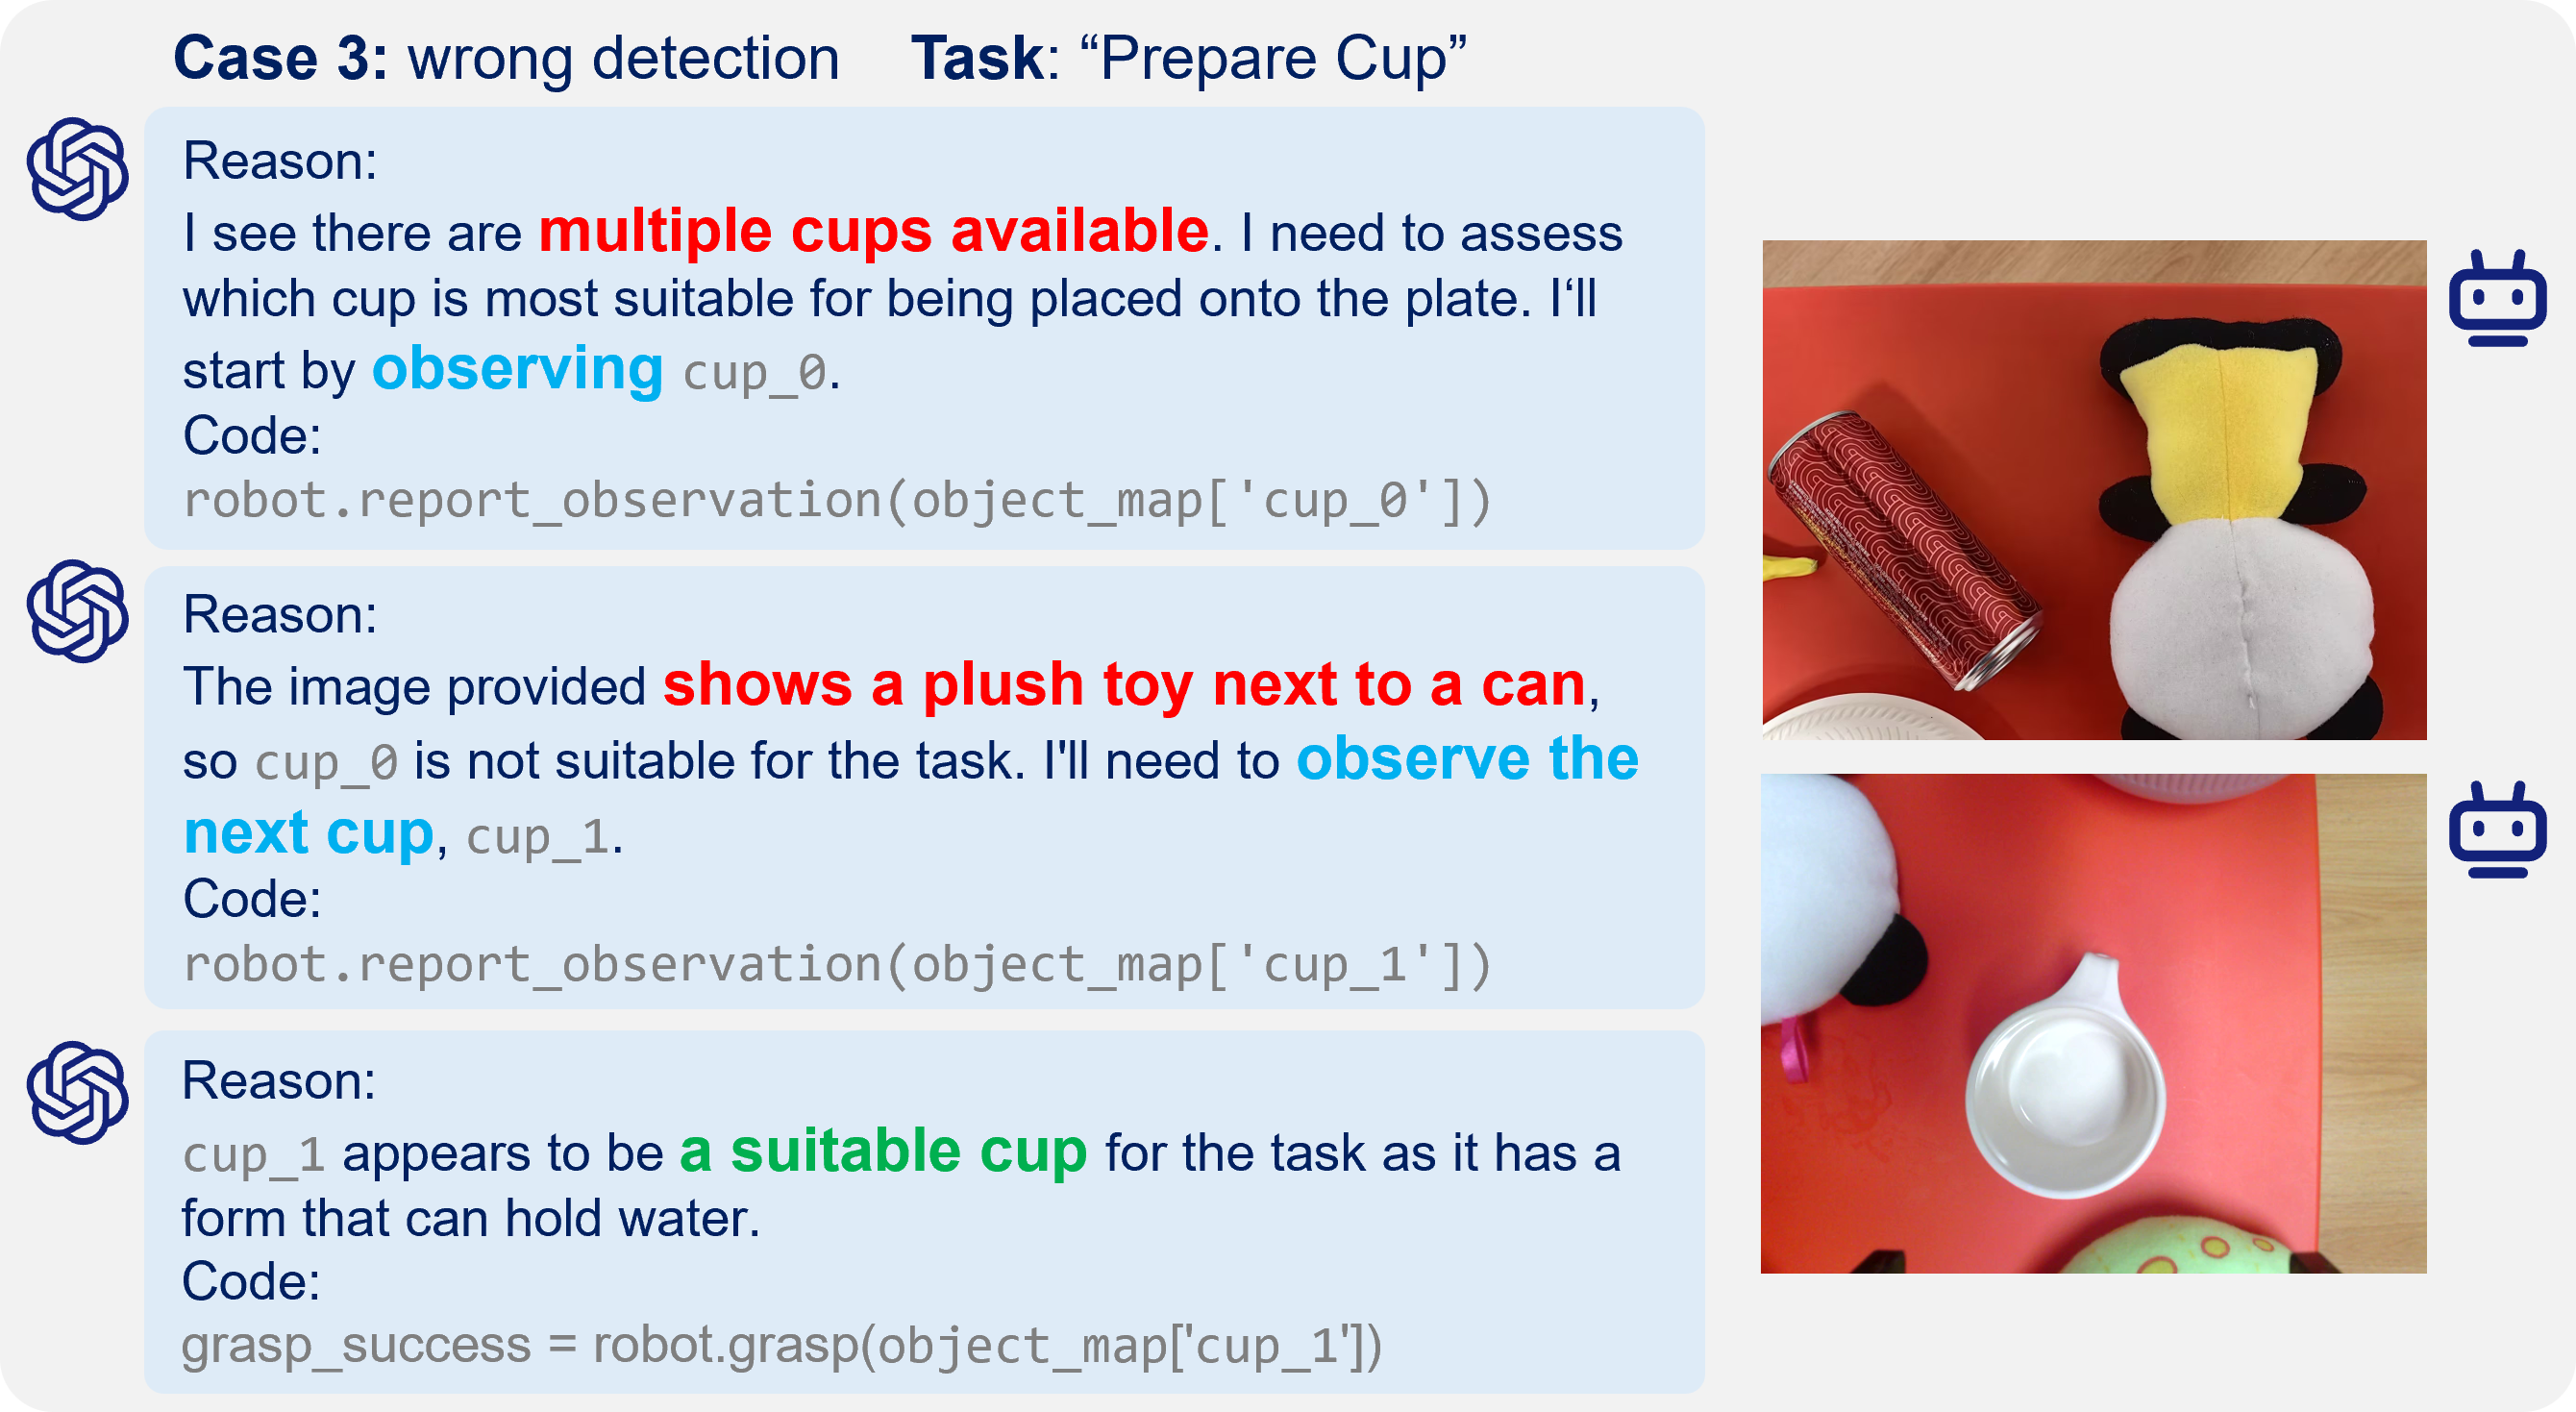 Case 3: wrong detection Task: “Prepare Cup”
Reason:
I see there are multiple cups available. I need to assess
which cup is most suitable for being placed onto the plate. I‘ll
start by observing cup_0.
Code:
robot.report_observation(object_map['cup_0'])
Reason:
The image provided shows a plush toy next to a can,
so cup_0 is not suitable for the task. I'll need to observe the
next cup, cup_1.
Code:
robot.report_observation(object_map['cup_1'])
Reason:
cup_1 appears to be a suitable cup for the task as it has a
form that can hold water.
Code:
grasp_success = robot.grasp(object_map['cup_1'])